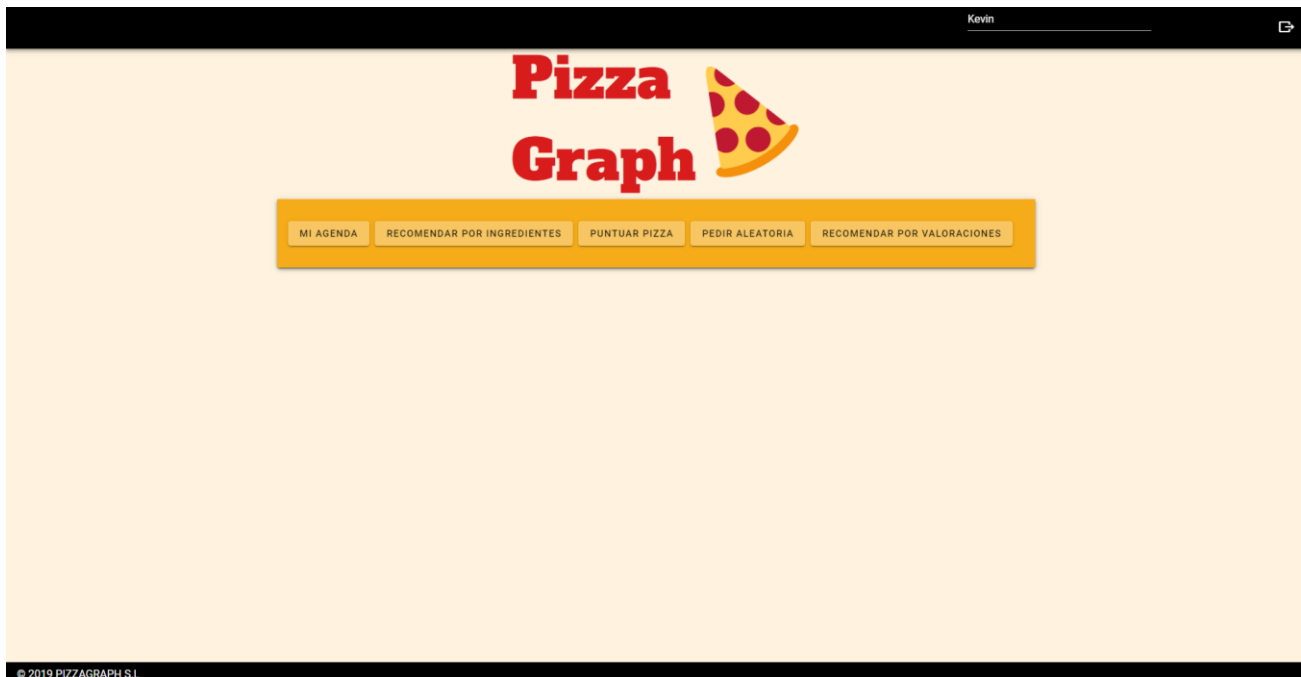 Kevin
Pizza
Graph
MI AGENDA
RECOMENDAR POR INGREDIENTES
PUNTUAR PIZZA
PEDIR ALEATORIA
RECOMENDAR POR VALORACIONES
© 2019 PIZZAGRAPH S.L